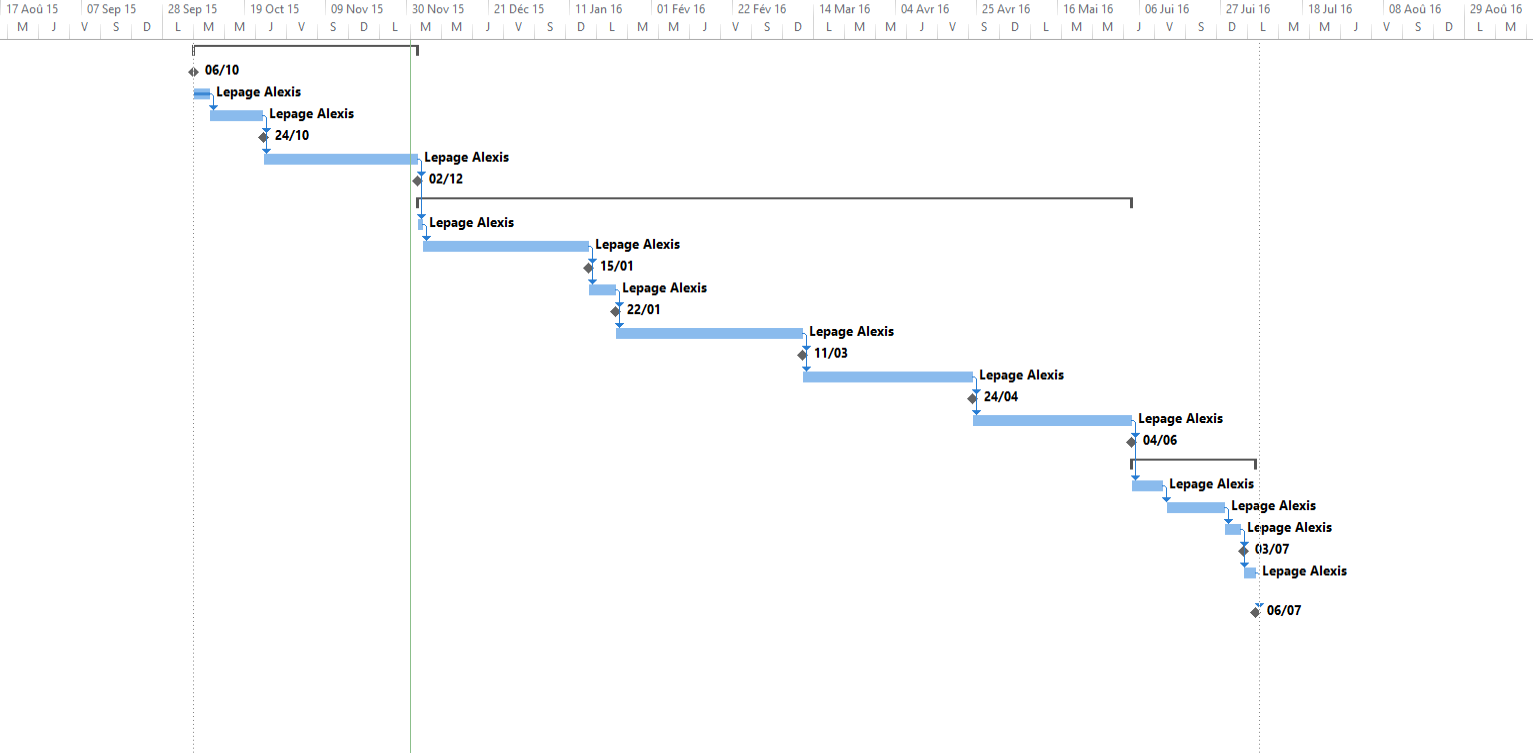 17 Aoû 15 07 Sep 15 28 Sep 15 19 Oct 15 09 Nov 15 30 Nov 15 21 Déc 15 11 Jan 16 01 Fév 16 22 Fév 16 14 Mar 16 04 Avr 16 25 Avr 16 16 Mai 16 06 Jui 16 27 Jui 16 18 Jul 16 08 Aoû 16 29 Aoû 16
M J V S D L M M J V S D L M M J V S D L M M J V S D L M M J V S D L M M J V S D L M M J V S D L M
06/10
Lepage Alexis
Lepage Alexis
24/10
Lepage Alexis
02/12
Lepage Alexis
Lepage Alexis
15/01
Lepage Alexis
22/01
Lepage Alexis
11/03
Lepage Alexis
24/04
Lepage Alexis
04/06
Lepage Alexis
Lepage Alexis
Lepage Alexis
03/07
Lepage Alexis
06/07